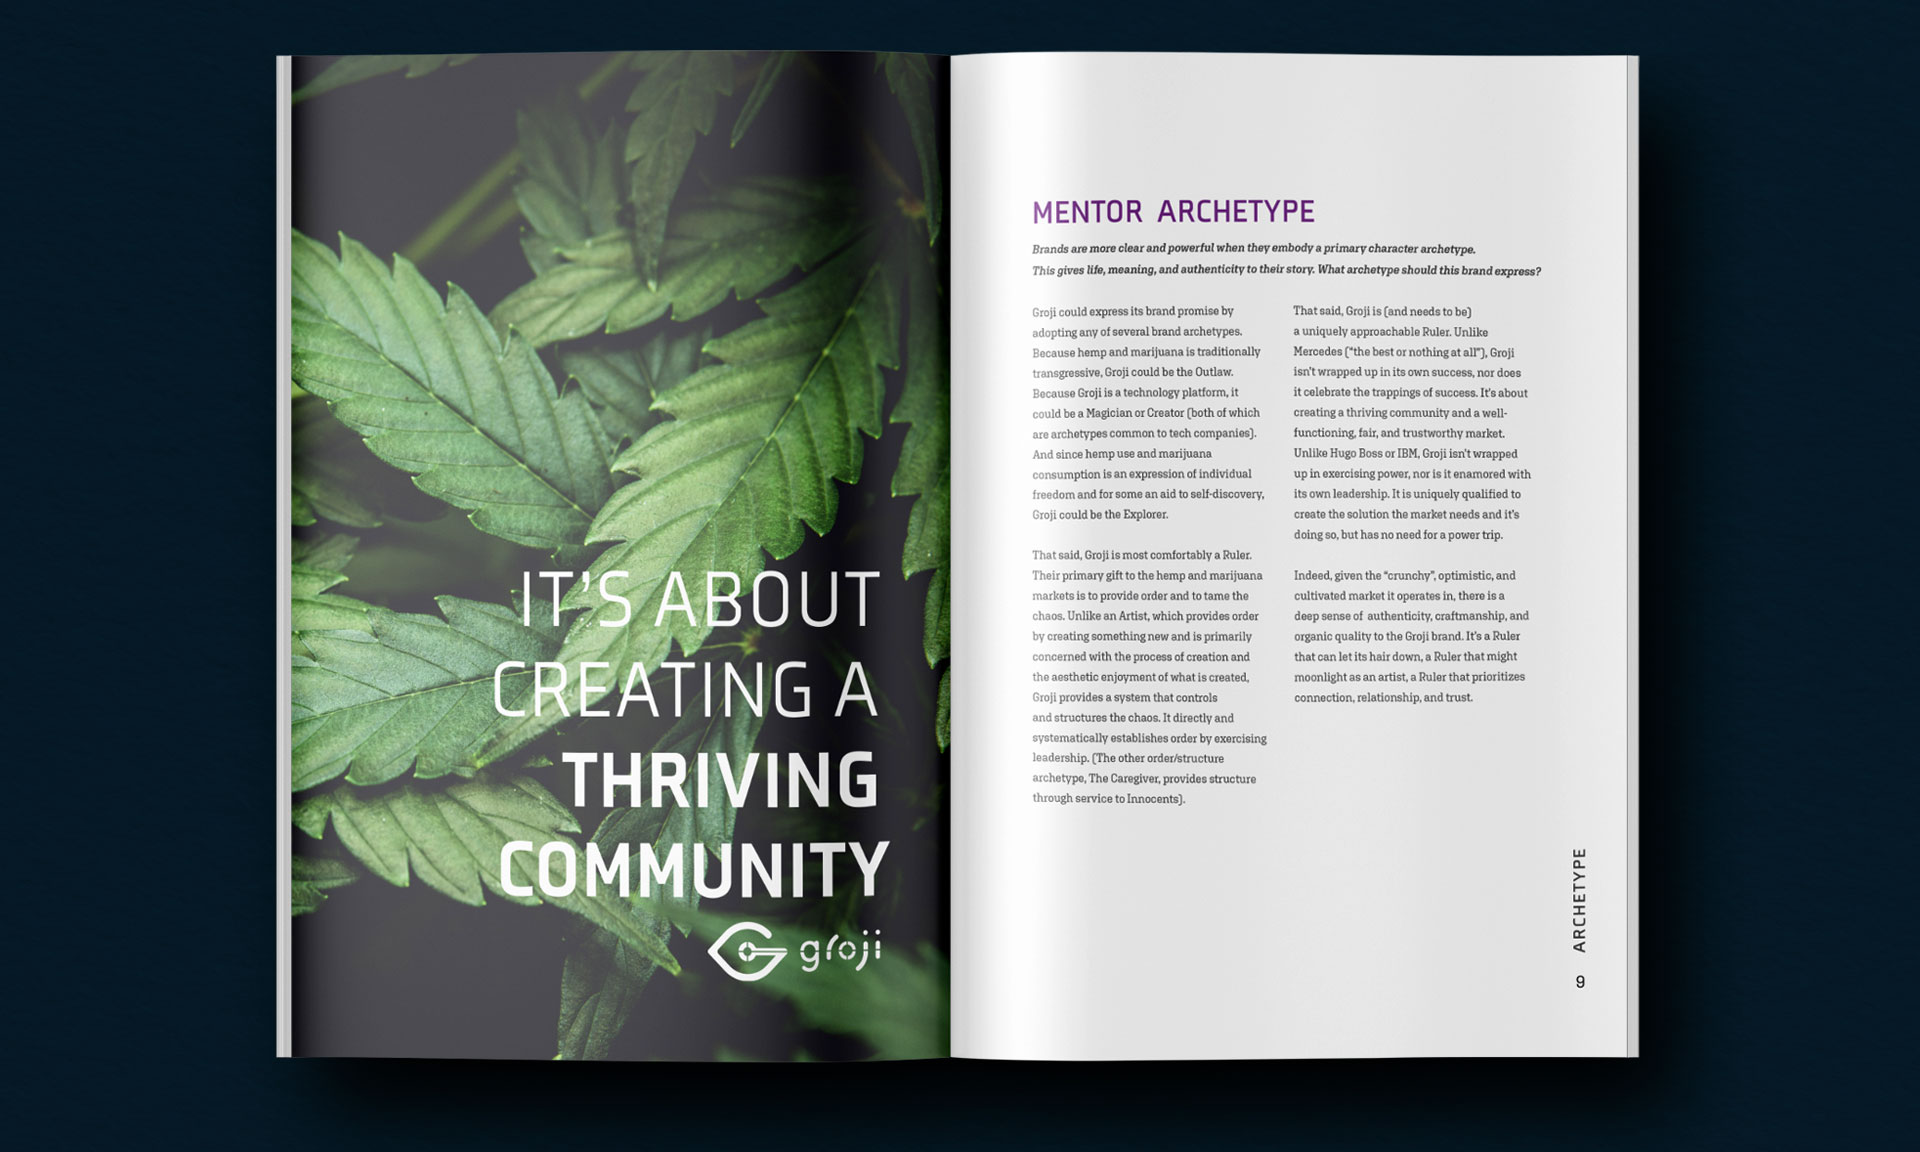 IT'S ABOUT
CREATING A
THRIVING
COMMUNITY
groji
MENTOR ARCHETYPE
Brands are more clear and powerful when they embody a primary character archetype.
This gives life, meaning, and authenticity to their story. What archetype should this brand express?
Groji could express its brand promise by
adopting any of several brand archetypes.
Because hemp and marijuana is traditionally
transgressive, Groji could be the Outlaw.
Because Groji is a technology platform, it
could be a Magician or Creator (both of which
are archetypes common to tech companies).
And since hemp use and marijuana
consumption is an expression of individual
freedom and for some an aid to self-discovery,
Groji could be the Explorer.
That said, Groji is most comfortably a Ruler.
Their primary gift to the hemp and marijuana
markets is to provide order and to tame the
chaos. Unlike an Artist, which provides order
by creating something new and is primarily
concerned with the process of creation and
the aesthetic enjoyment of what is created,
Groji provides a system that controls
and structures the chaos. It directly and
systematically establishes order by exercising
leadership. (The other order/structure
archetype, The Caregiver, provides structure
through service to Innocents).
That said, Groji is (and needs to be)
a uniquely approachable Ruler. Unlike
Mercedes ("the best or nothing at all"), Groji
isn't wrapped up in its own success, nor does
it celebrate the trappings of success. It's about
creating a thriving community and a well-
functioning, fair, and trustworthy market.
Unlike Hugo Boss or IBM, Groji isn't wrapped
up in exercising power, nor is it enamored with
its own leadership. It is uniquely qualified to
create the solution the market needs and it's
doing so, but has no need for a power trip.
Indeed, given the "crunchy", optimistic, and
cultivated market it operates in, there is a
deep sense of authenticity, craftmanship, and
organic quality to the Groji brand. It's a Ruler
that can let its hair down, a Ruler that might
moonlight as an artist, a Ruler that prioritizes
connection, relationship, and trust.
ARCHETYPE
9